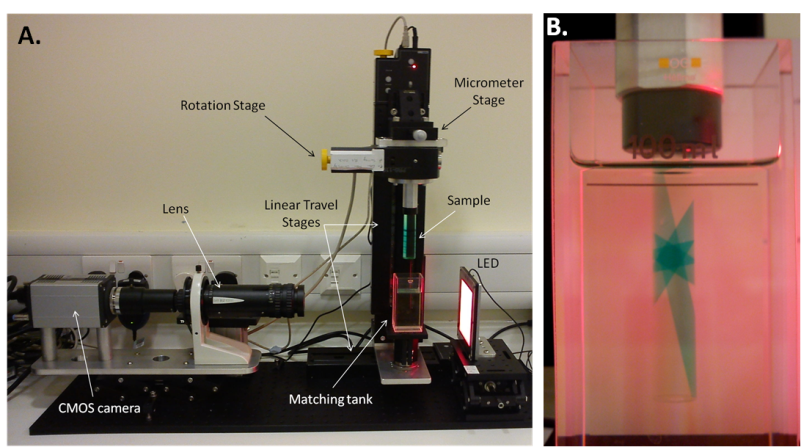 A.
B.
Rotation Stage
Micrometer
Stage
Lens
Linear Travel
Stages
Sample
LED
CMOS camera
Matching tank
100 ml